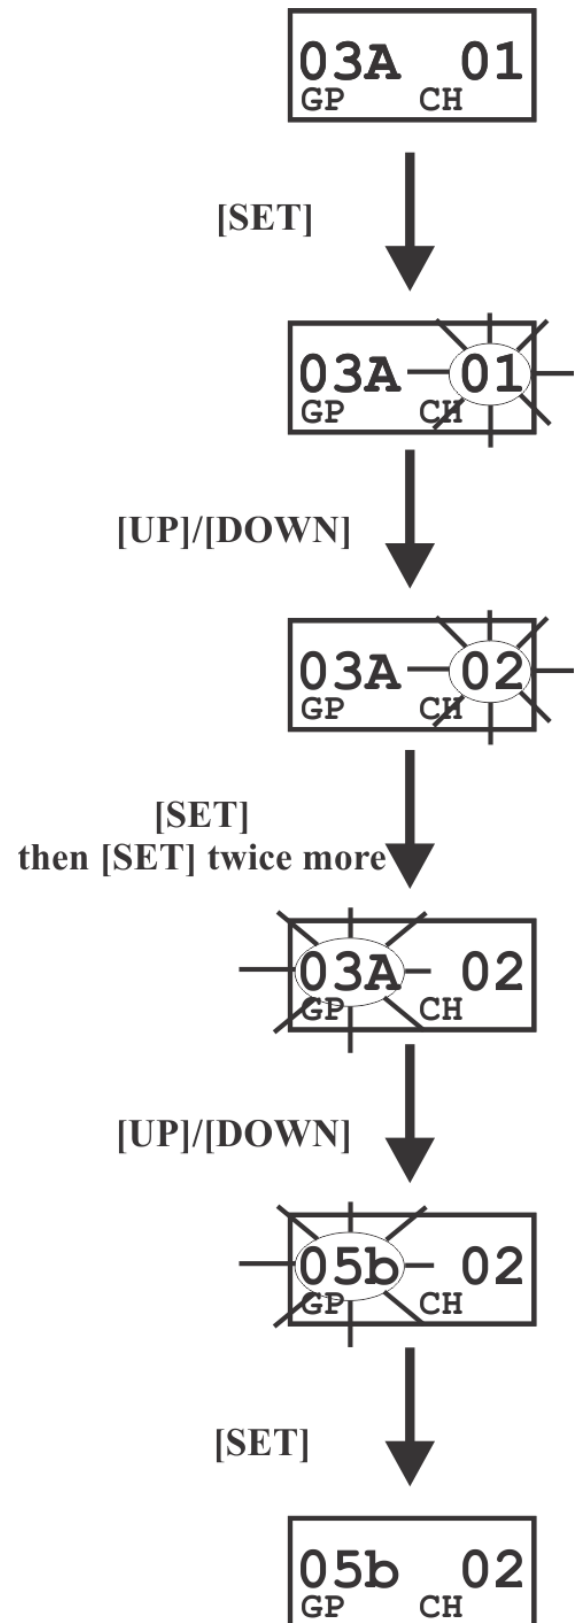 03A 01
GP CH
[SET]
03A 01
GP CH
[UP]/[DOWN]
03A 02
GP CH
[SET]
then [SET] twice more
03A 02
GP CH
[UP]/[DOWN]
05b 02
GP CH
[SET]
05b 02
GP CH